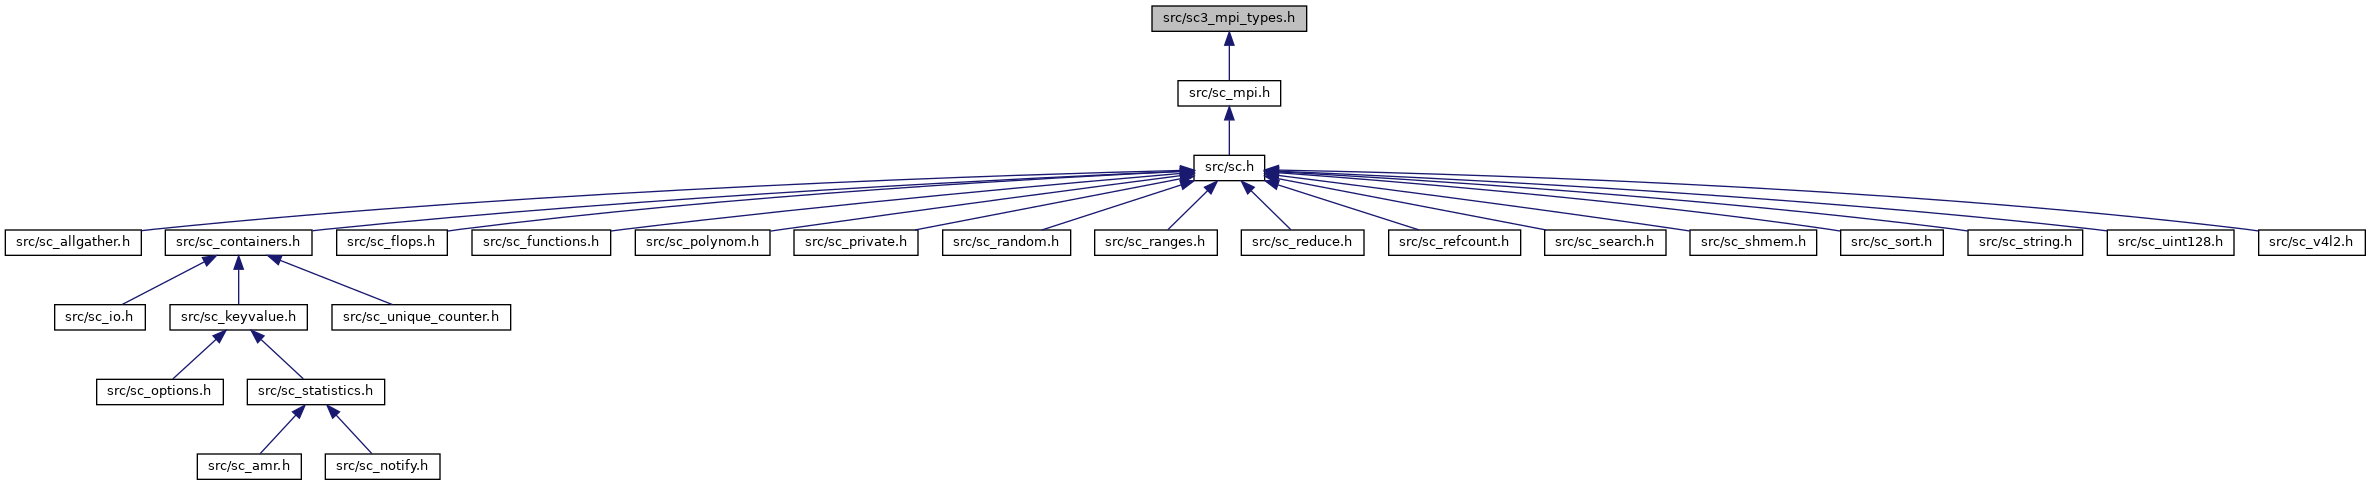 src/sc3_mpi_types.h
src/sc_mpi.h
src/sc.h
src/sc_allgather.h
src/sc_containers.h
src/sc_flops.h
src/sc_functions.h
src/sc_polynom.h
src/sc_private.h
src/sc_random.h
src/sc_ranges.h
src/sc_reduce.h
src/sc_refcount.h
src/sc_search.h
src/sc_shmem.h
src/sc_sort.h
src/sc_string.h
src/sc_uint128.h
src/sc_v4l2.h
src/sc_io.h
src/sc_keyvalue.h
src/sc_unique_counter.h
src/sc_options.h
src/sc_statistics.h
src/sc_amr.h
src/sc_notify.h